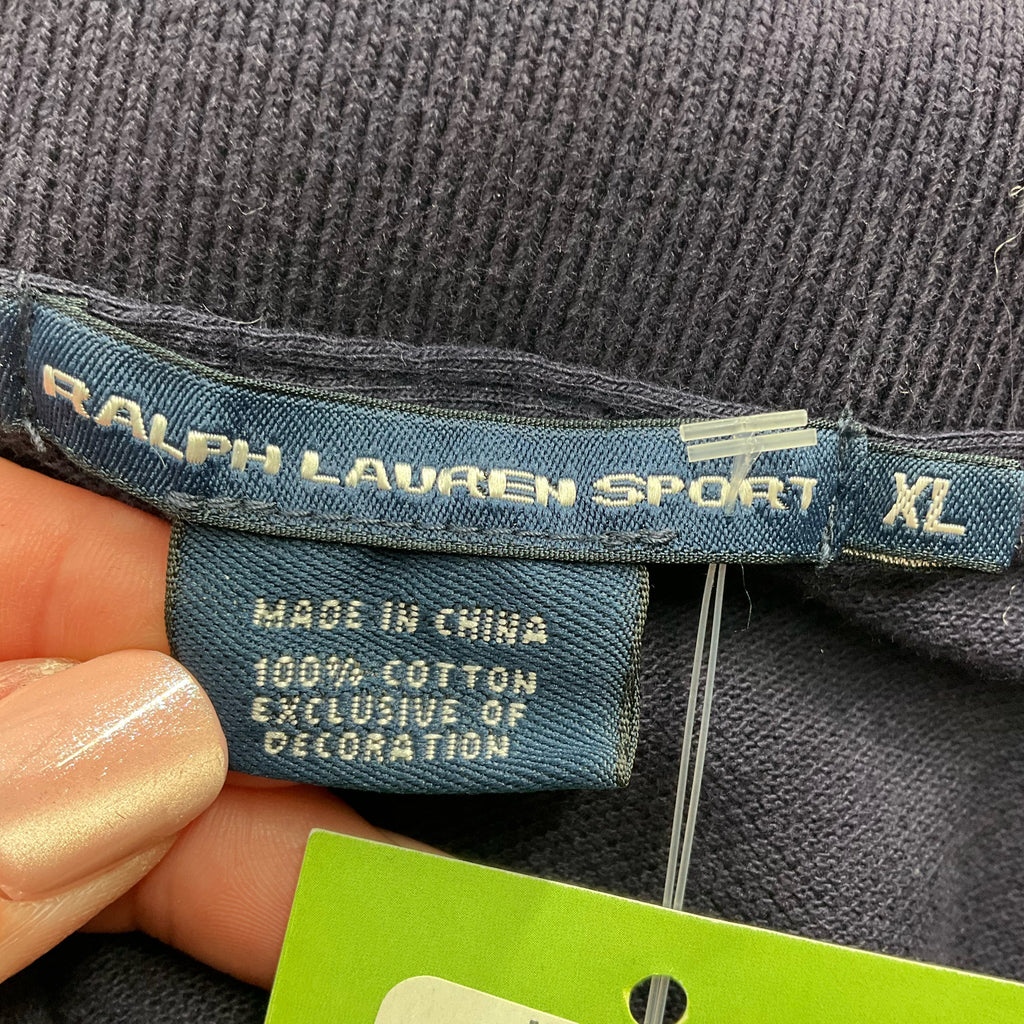 RALPH LAUREN SPORT
XL
MADE IN CHINA
100% COTTON
EXCLUSIVE OF
DECORATION